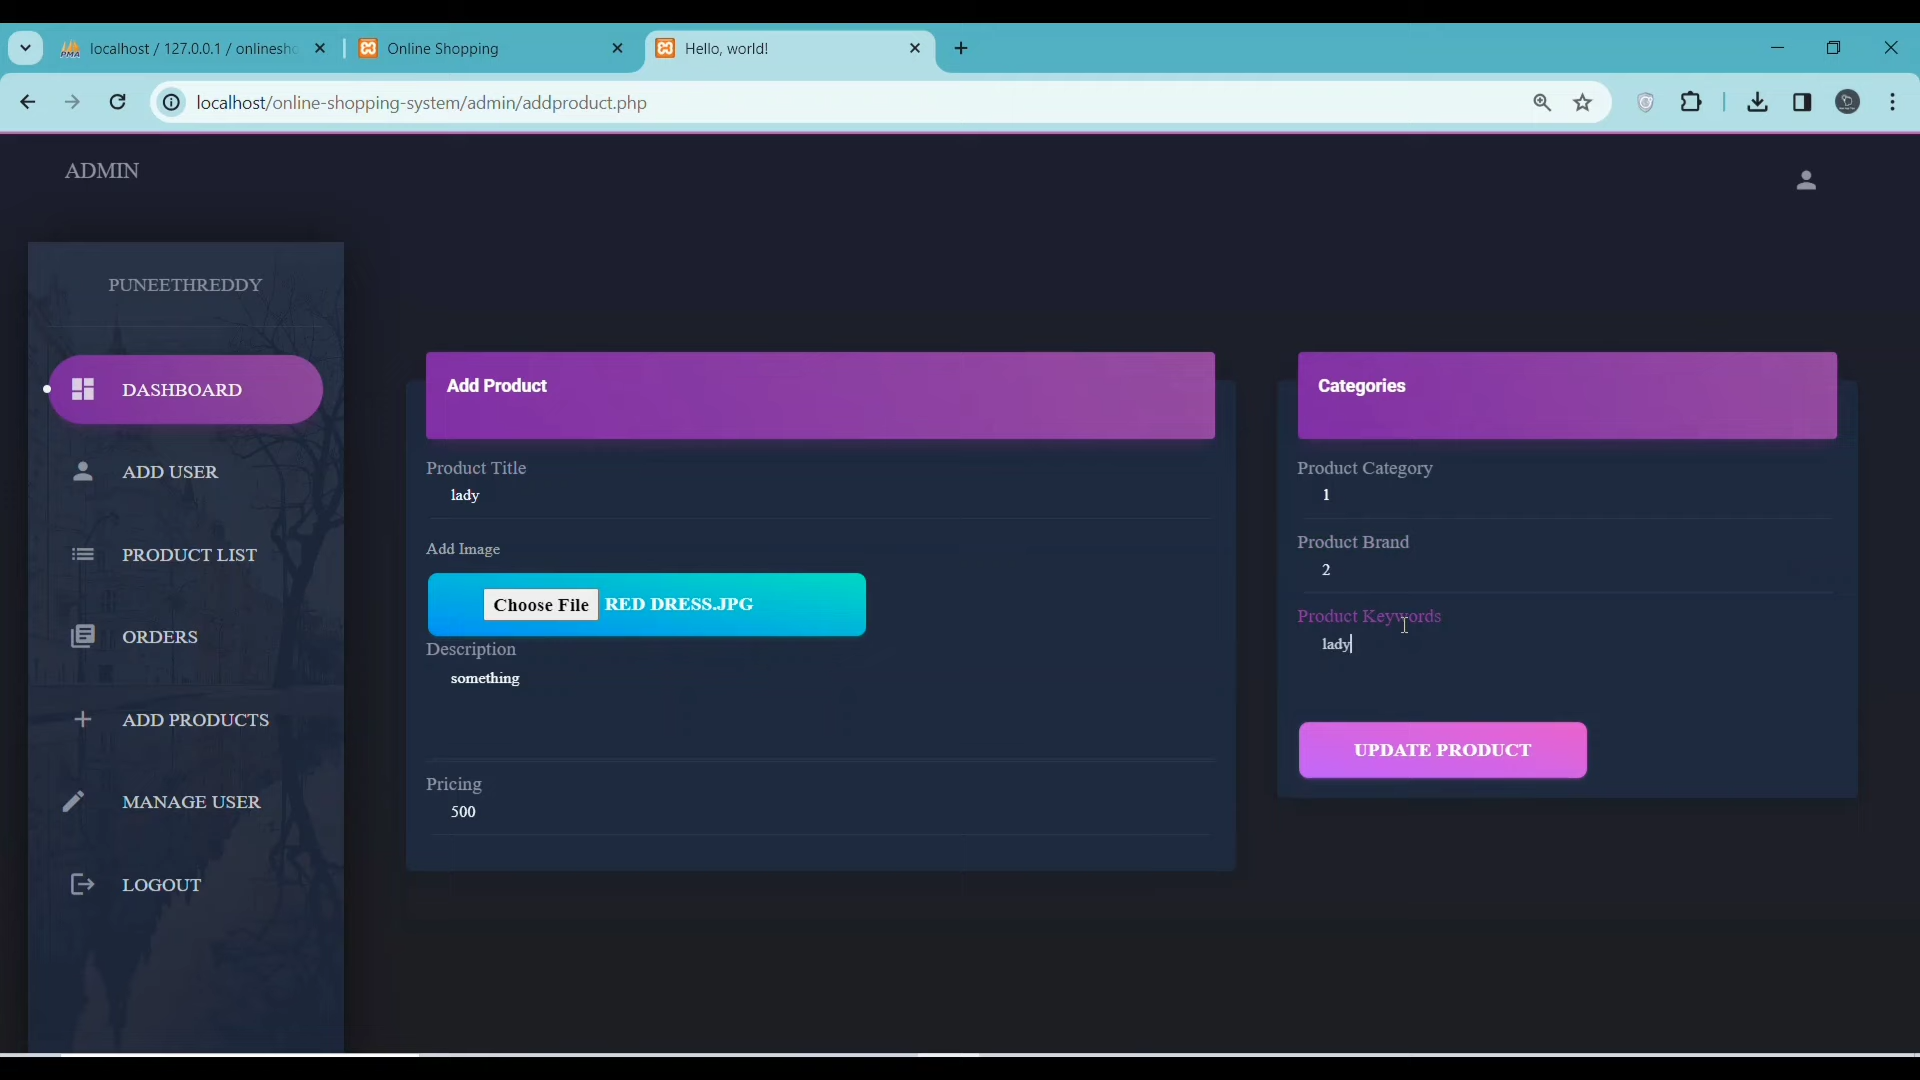 localhost / 127.0.0.1 / onlinesho
Online Shopping
Hello, world!
localhost/online-shopping-system/admin/addproduct.php
ADMIN
PUNEETHREDDY
DASHBOARD
ADD USER
PRODUCT LIST
ORDERS
ADD PRODUCTS
MANAGE USER
LOGOUT
Add Product
Product Title
lady
Add Image
Choose File RED DRESS.JPG
Description
something
Pricing
500
Categories
Product Category
1
Product Brand
2
Product Keywords
lady
UPDATE PRODUCT